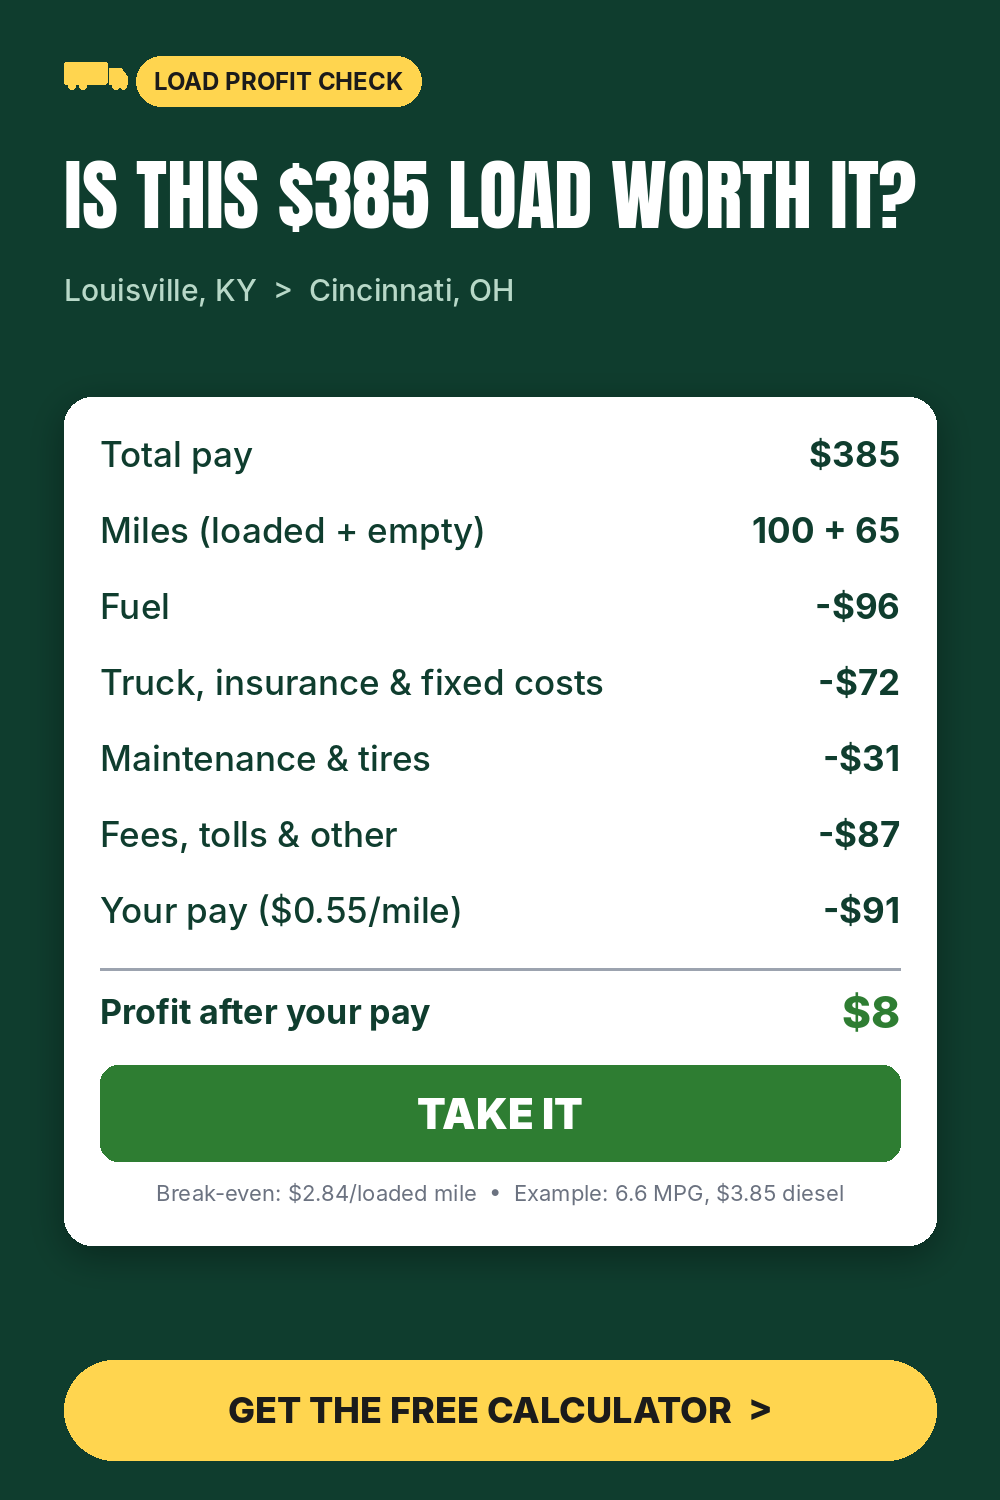 LOAD PROFIT CHECK
IS THIS $385 LOAD WORTH IT?
Louisville, KY > Cincinnati, OH
Total pay $385
Miles (loaded + empty) 100 + 65
Fuel -$96
Truck, insurance & fixed costs -$72
Maintenance & tires -$31
Fees, tolls & other -$87
Your pay ($0.55/mile) -$91
Profit after your pay $8
TAKE IT
Break-even: $2.84/loaded mile • Example: 6.6 MPG, $3.85 diesel
GET THE FREE CALCULATOR >